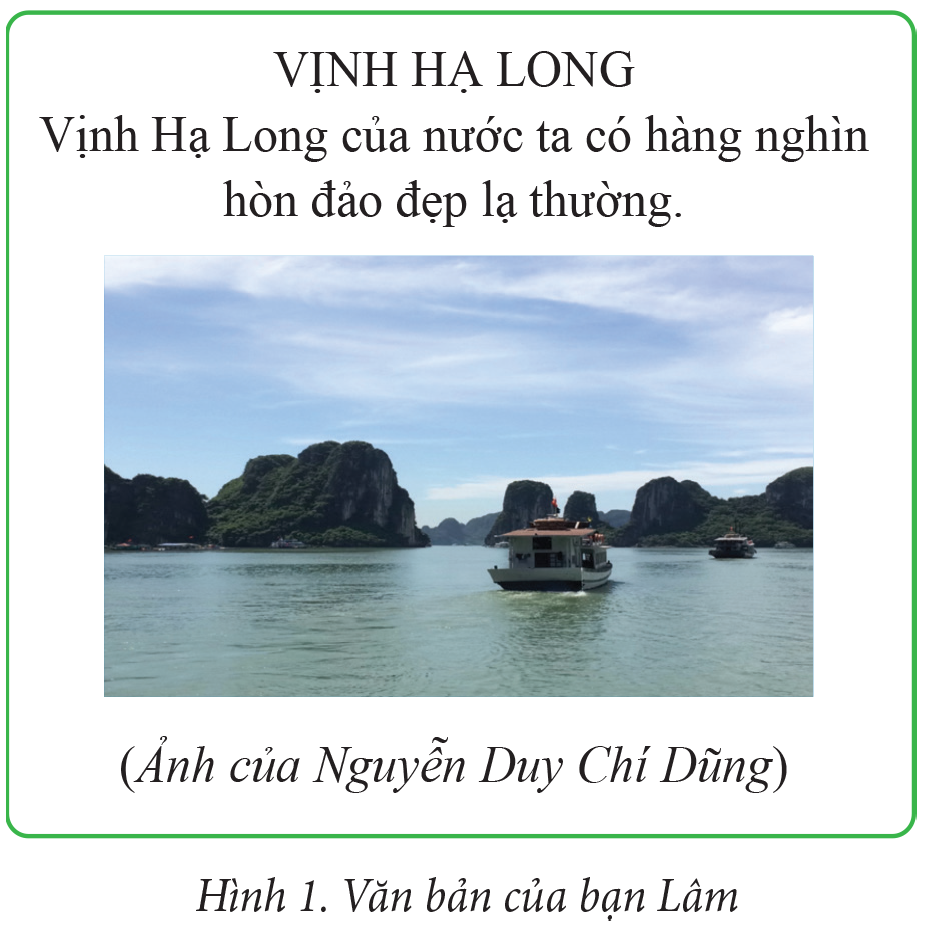 VỊNH HẠ LONG
Vịnh Hạ Long của nước ta có hàng nghìn
hòn đảo đẹp lạ thường.
(Ảnh của Nguyễn Duy Chí Dũng)
Hình 1. Văn bản của bạn Lâm